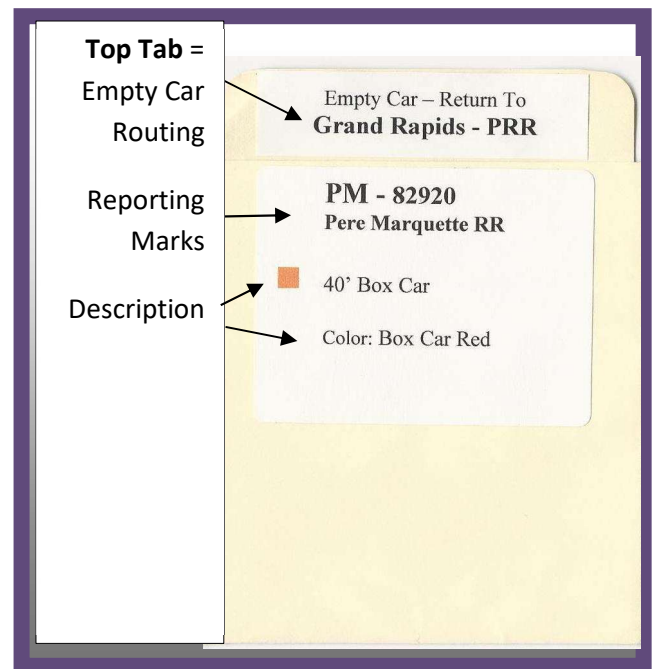 Top Tab =
Empty Car
Routing
Reporting
Marks
Description
Empty Car – Return To
Grand Rapids - PRR
PM - 82920
Pere Marquette RR
40’ Box Car
Color: Box Car Red